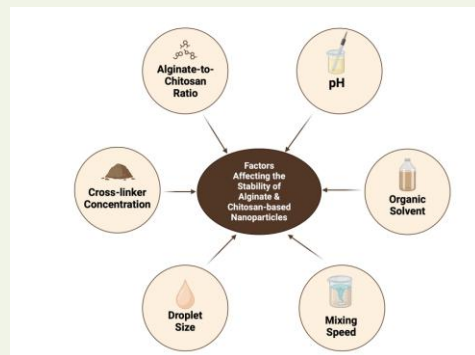 Alginate-to-
Chitosan
Ratio
pH
Cross-linker
Concentration
Factors
Affecting the
Stability of
Alginate &
Chitosan-based
Nanoparticles
Organic
Solvent
Droplet
Size
Mixing
Speed